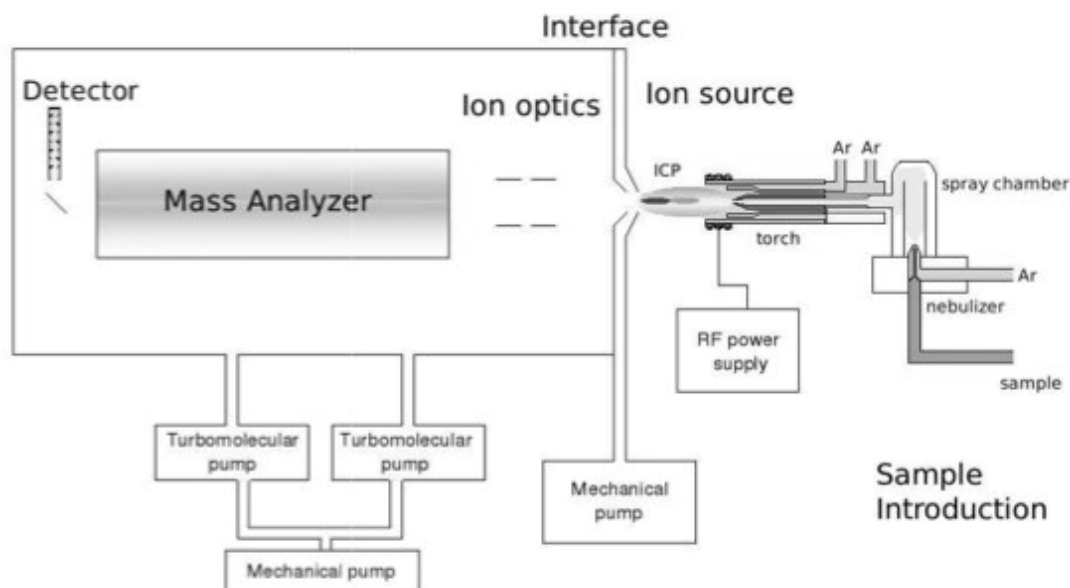 Interface
Detector
Ion optics
Ion source
Ar
Ar
ICP
spray chamber
Mass Analyzer
torch
Ar
nebulizer
RF power
supply
sample
Turbomolecular
pump
Turbomolecular
pump
Mechanical
pump
Sample
Introduction
Mechanical pump